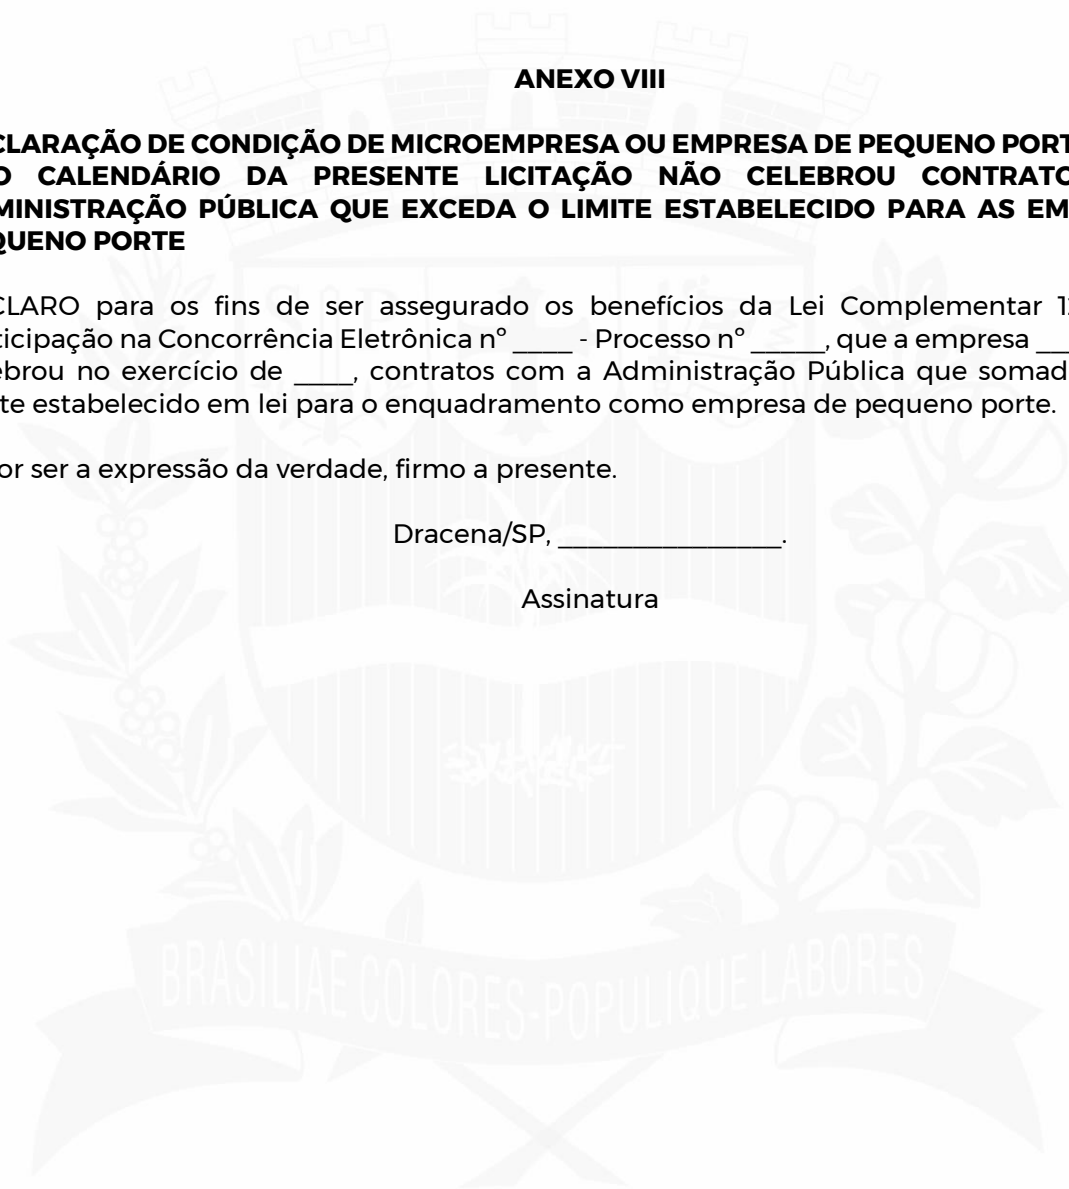 ANEXO VIII
CLARAÇÃO DE CONDIÇÃO DE MICROEMPRESA OU EMPRESA DE PEQUENO PORT
O CALENDÁRIO DA PRESENTE LICITAÇÃO NÃO CELEBROU CONTRATO
MINISTRAÇÃO PÚBLICA QUE EXCEDA O LIMITE ESTABELECIDO PARA AS EM
QUENO PORTE
CLARO para os fins de ser assegurado os benefícios da Lei Complementar 1
ticipação na Concorrência Eletrônica nº ____ - Processo nº _____, que a empresa __
ebrou no exercício de ____, contratos com a Administração Pública que somad
te estabelecido em lei para o enquadramento como empresa de pequeno porte.
or ser a expressão da verdade, firmo a presente.
Dracena/SP, _______________.
Assinatura
BRASILIAE COLORES-POPULIQUE LABORES